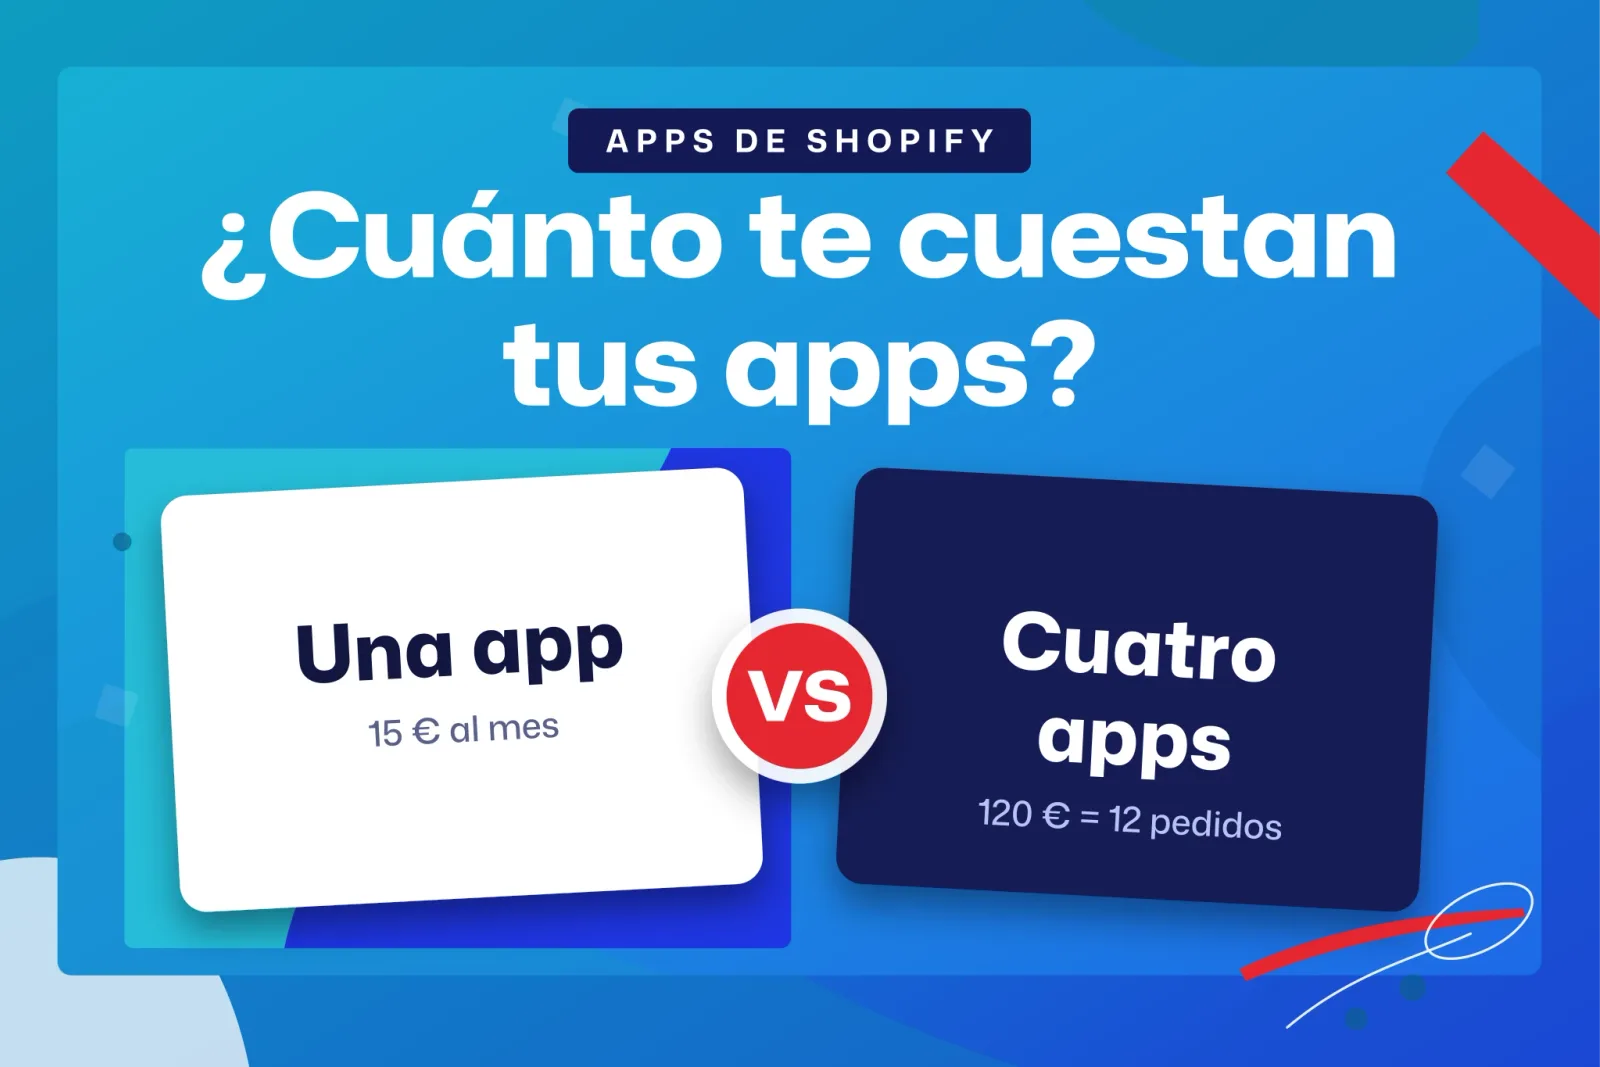 APPS DE SHOPIFY
¿Cuánto te cuestan
tus apps?
Una app
15 € al mes
VS
Cuatro
apps
120 € = 12 pedidos